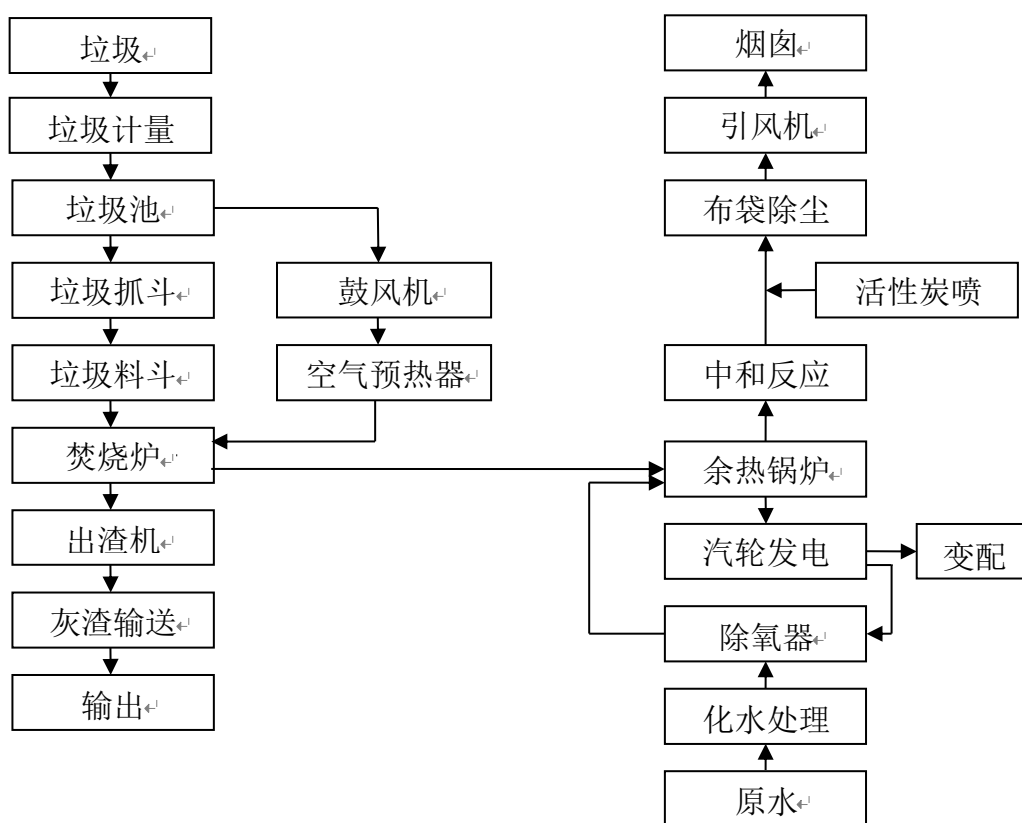 垃圾
垃圾计量
垃圾池
垃圾抓斗
垃圾料斗
焚烧炉
出渣机
灰渣输送
输出
鼓风机
空气预热器
烟囱
引风机
布袋除尘
活性炭喷
中和反应
余热锅炉
汽轮发电
变配
除氧器
化水处理
原水